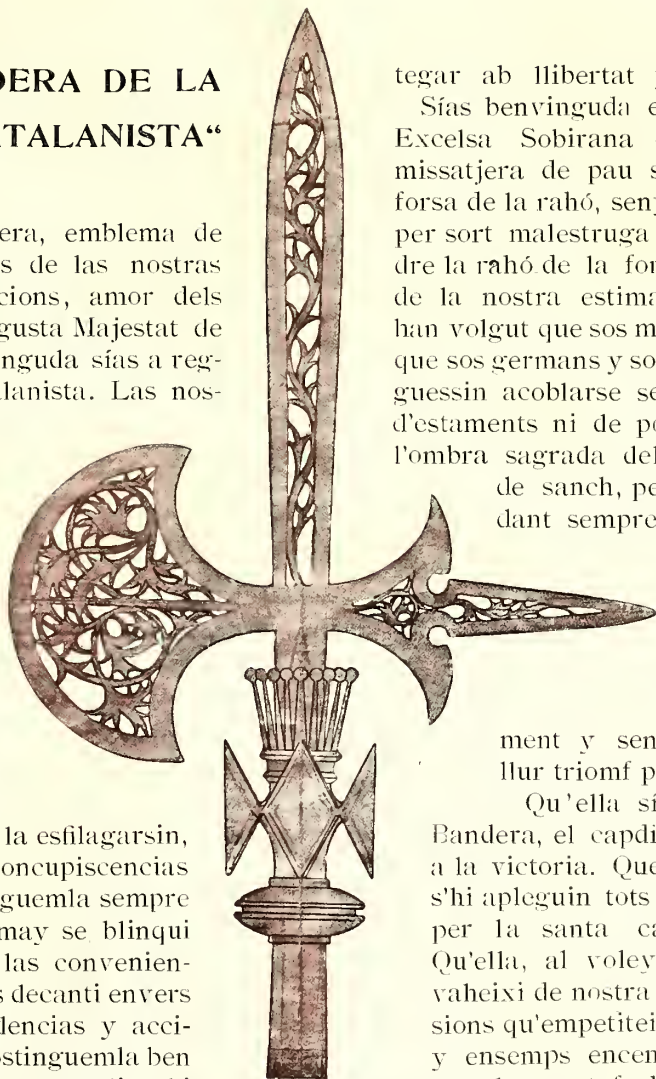 DERA DE LA
TALANISTA“
era, emblema de
s de las nostras
cions, amor dels
gusta Majestat de
nguda sías a reg-
lanista. Las nos-
la esfilagarsin,
oncupiscencias
guemla sempre
may se blinqui
las convenien-
s decanti envers
lencias y acci-
ostinguemla ben
tegar ab llibertat
Sías benvinguda e
Excelsa Sobirana
missatjera de pau s
forsa de la rahó, seny
per sort malestruga
dre la rahó de la for
de la nostra estima
han volgut que sos m
que sos germans y so
guessin acoblarse se
d'estaments ni de po
l'ombra sagrada del
de sanch, pe
dant sempre
ment y sen
llur triomf p
Qu'ella sí
Bandera, el capdi
a la victoria. Que
s'hi apleguin tots
per la santa ca
Qu'ella, al voley
vaheixi de nostra
sions qu'empetitei
y ensemps encen